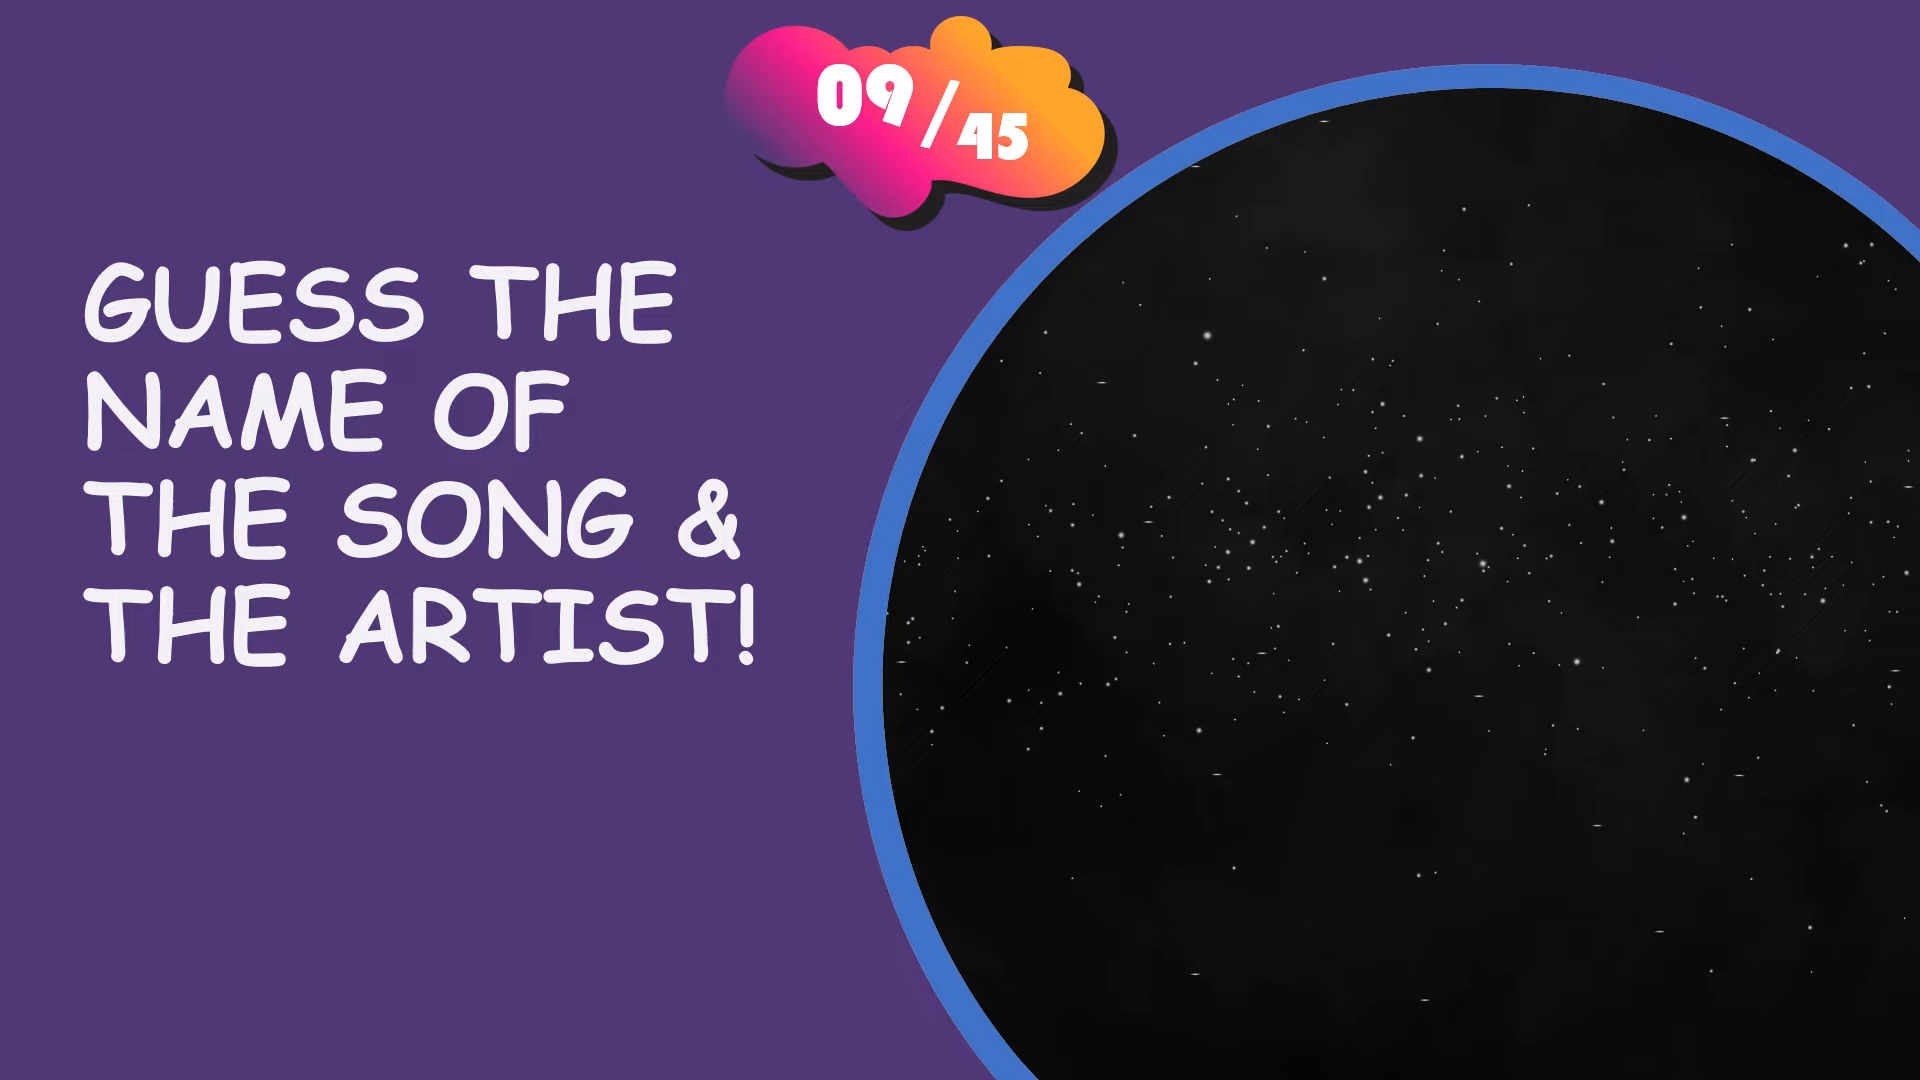 09/45
GUESS THE
NAME OF
THE SONG &
THE ARTIST!